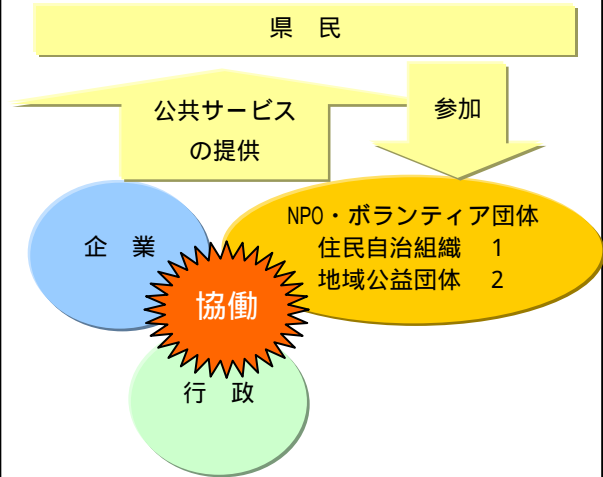 県　民
公共サービス
の提供
参加
NPO・ボランティア団体
住民自治組織　1
地域公益団体　2
企　業
協働
行　政